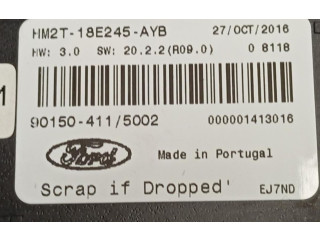 HM2T-18E245-AYB 27/OCT/2016
HW: 3.0 SW: 20.2.2(R09.0) 0 8118
90150-411/5002 000001413016
Ford Made in Portugal
Scrap if Dropped' EJ7ND